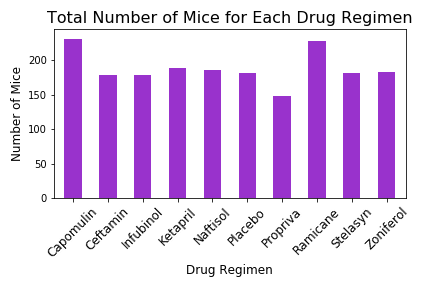 Total Number of Mice for Each Drug Regimen
Number of Mice
200
150
100
50
0
Capomulin
Ceftamin
Infubinol
Ketapril
Naftisol
Placebo
Propriva
Ramicane
Stelasyn
Zoniferol
Drug Regimen